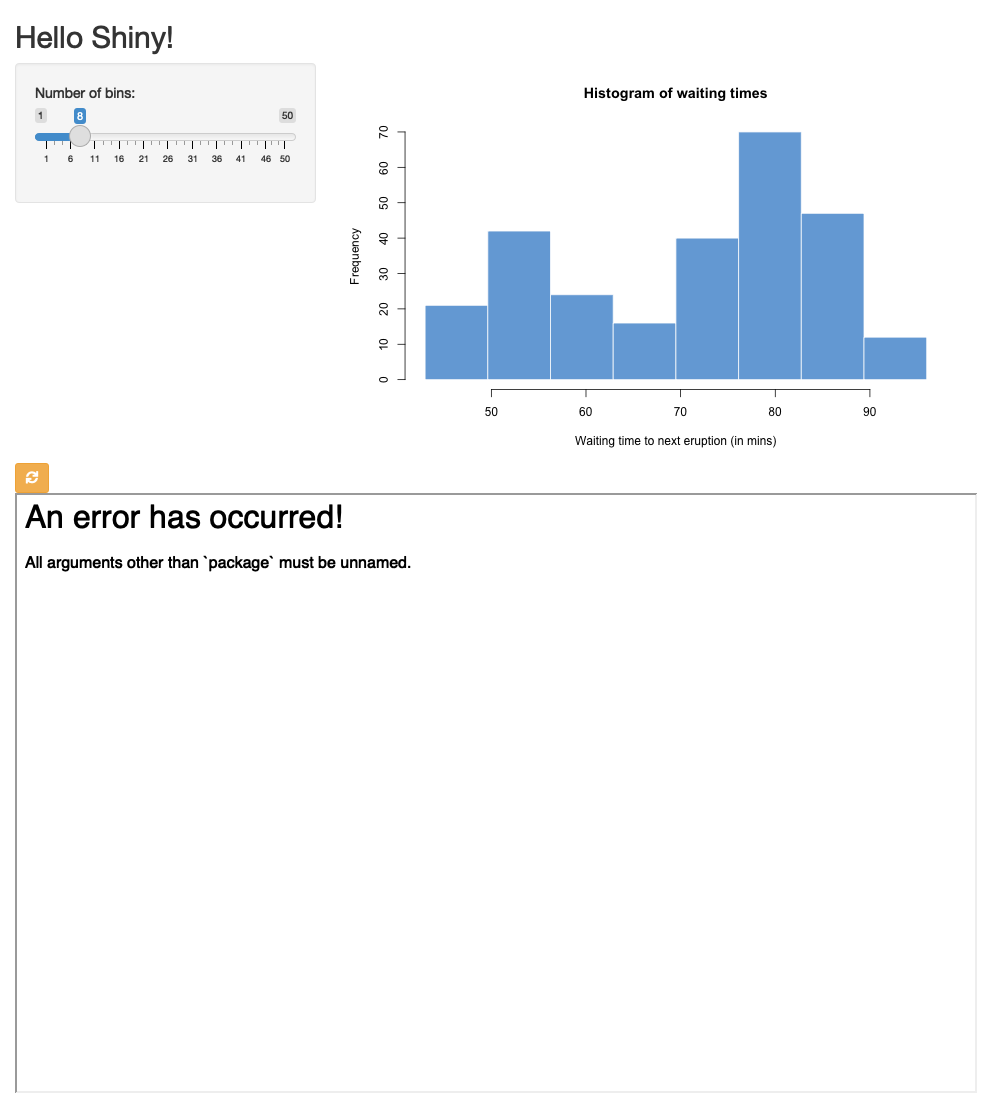 Hello Shiny!
Number of bins:
1 8 50
1 6 11 16 21 26 31 36 41 46 50
Histogram of waiting times
70
60
50
40
30
20
10
0
Frequency
50 60 70 80 90
Waiting time to next eruption (in mins)
An error has occurred!
All arguments other than `package` must be unnamed.